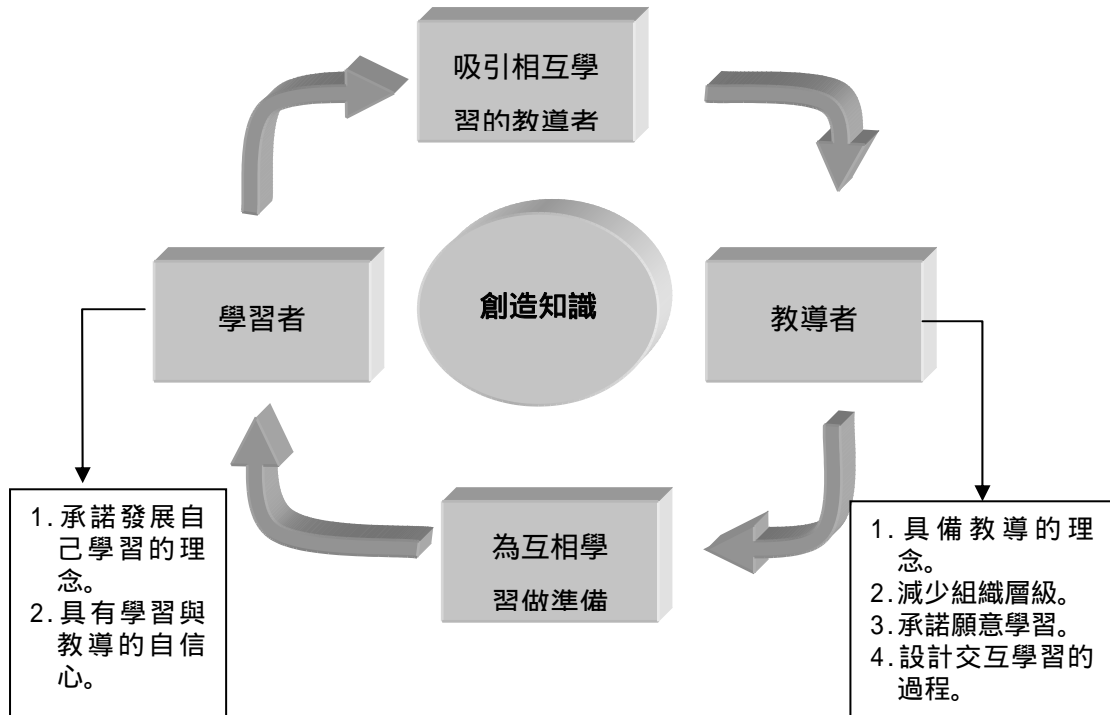 吸引相互學
習的教導者
學習者
創造知識
教導者
為互相學
習做準備
1.承諾發展自
己學習的理
念。
2.具有學習與
教導的自信
心。
1.具備教導的理
念。
2.減少組織層級。
3.承諾願意學習。
4.設計交互學習的
過程。